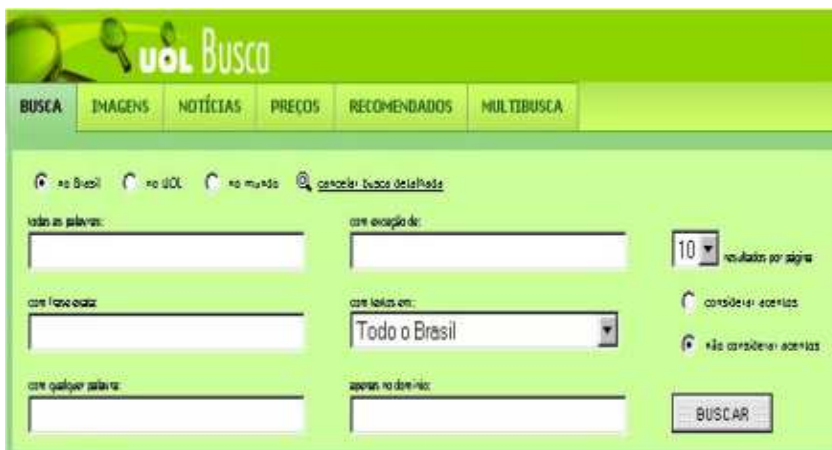 UOL Busca
BUSCA IMAGENS NOTÍCIAS PREÇOS RECOMENDADOS MULTIBUSCA
no Brasil no UOL no mundo cancelar busca detalhada
todas as palavras: com exceção de:
10 resultados por página
com frase exata: com textos em: considerar acentos
Todo o Brasil
não considerar acentos
com qualquer palavra: apenas no domínio:
BUSCAR